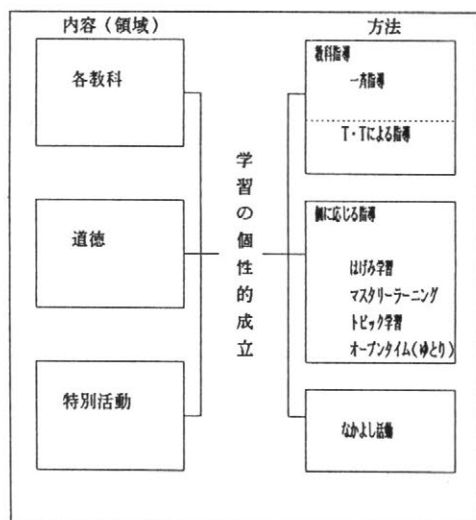 内容（領域）
各教科
道徳
特別活動
学習の個性的成立
方法
教科指導
一斉指導
T・Tによる指導
個に応じる指導
はげみ学習
マスタリーラーニング
トピック学習
オープンタイム（ゆとり）
なかよし活動